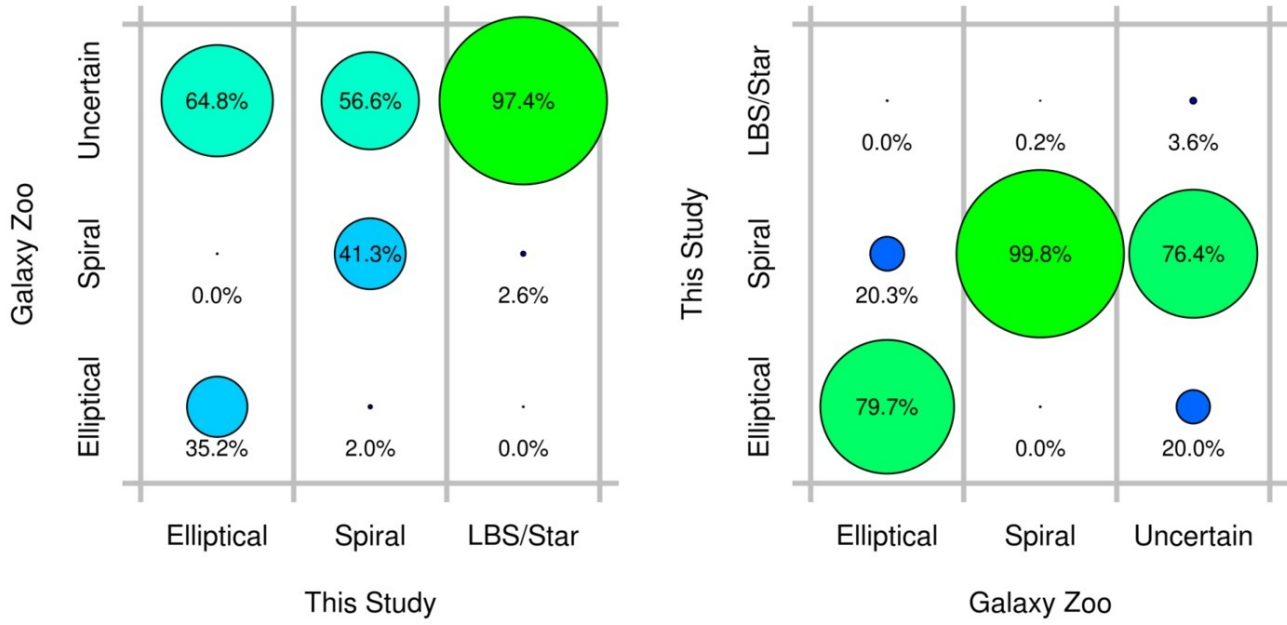 Galaxy Zoo
Uncertain
Spiral
Elliptical
64.8%
56.6%
97.4%
0.0%
41.3%
2.6%
35.2%
2.0%
0.0%
Elliptical
Spiral
LBS/Star
This Study
This Study
LBS/Star
Spiral
Elliptical
0.0%
0.2%
3.6%
20.3%
99.8%
76.4%
79.7%
0.0%
20.0%
Elliptical
Spiral
Uncertain
Galaxy Zoo